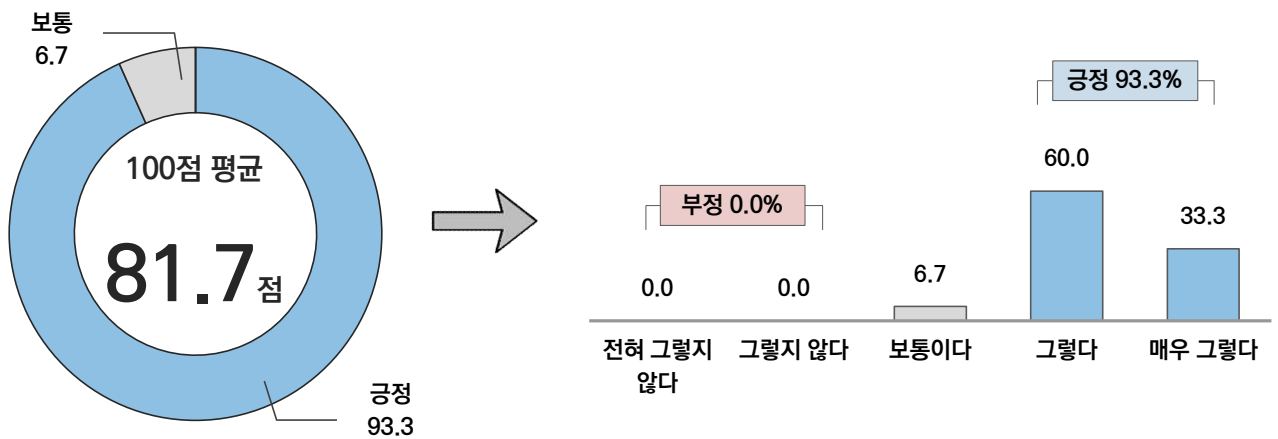 보통
6.7
100점 평균
81.7점
긍정
93.3
부정 0.0%
긍정 93.3%
0.0
0.0
6.7
60.0
33.3
전혀 그렇지
않다
그렇지 않다
보통이다
그렇다
매우 그렇다